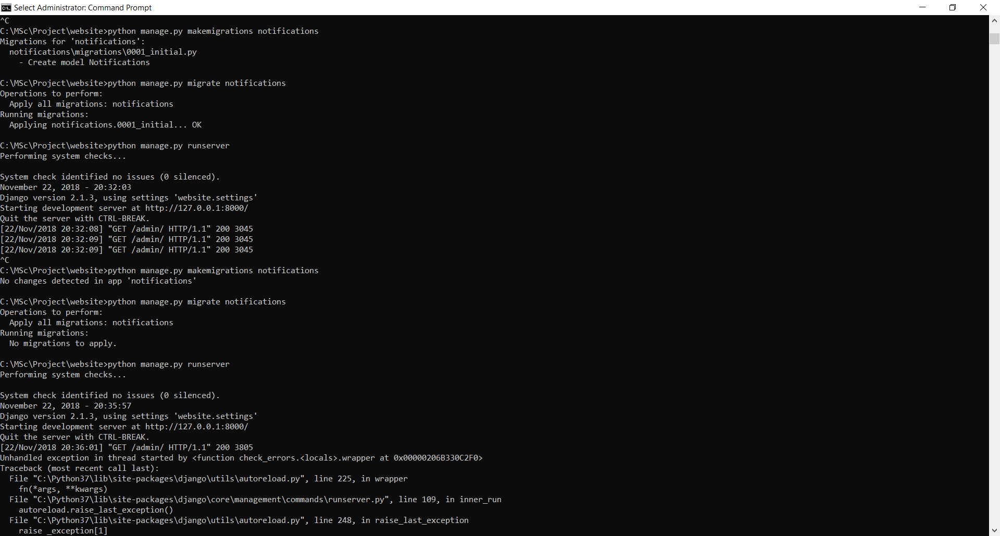 Select Administrator: Command Prompt
^C
C:\MSc\Project\website>python manage.py makemigrations notifications
Migrations for 'notifications':
  notifications\migrations\0001_initial.py
    - Create model Notifications

C:\MSc\Project\website>python manage.py migrate notifications
Operations to perform:
  Apply all migrations: notifications
Running migrations:
  Applying notifications.0001_initial... OK

C:\MSc\Project\website>python manage.py runserver
Performing system checks...

System check identified no issues (0 silenced).
November 22, 2018 - 20:32:03
Django version 2.1.3, using settings 'website.settings'
Starting development server at http://127.0.0.1:8000/
Quit the server with CTRL-BREAK.
[22/Nov/2018 20:32:08] "GET /admin/ HTTP/1.1" 200 3045
[22/Nov/2018 20:32:09] "GET /admin/ HTTP/1.1" 200 3045
[22/Nov/2018 20:32:09] "GET /admin/ HTTP/1.1" 200 3045
^C
C:\MSc\Project\website>python manage.py makemigrations notifications
No changes detected in app 'notifications'

C:\MSc\Project\website>python manage.py migrate notifications
Operations to perform:
  Apply all migrations: notifications
Running migrations:
  No migrations to apply.

C:\MSc\Project\website>python manage.py runserver
Performing system checks...

System check identified no issues (0 silenced).
November 22, 2018 - 20:35:57
Django version 2.1.3, using settings 'website.settings'
Starting development server at http://127.0.0.1:8000/
Quit the server with CTRL-BREAK.
[22/Nov/2018 20:36:01] "GET /admin/ HTTP/1.1" 200 3805
Unhandled exception in thread started by <function check_errors.<locals>.wrapper at 0x00000206B330C2F0>
Traceback (most recent call last):
  File "C:\Python37\lib\site-packages\django\utils\autoreload.py", line 225, in wrapper
    fn(*args, **kwargs)
  File "C:\Python37\lib\site-packages\django\core\management\commands\runserver.py", line 109, in inner_run
    autoreload.raise_last_exception()
  File "C:\Python37\lib\site-packages\django\utils\autoreload.py", line 248, in raise_last_exception
    raise _exception[1]